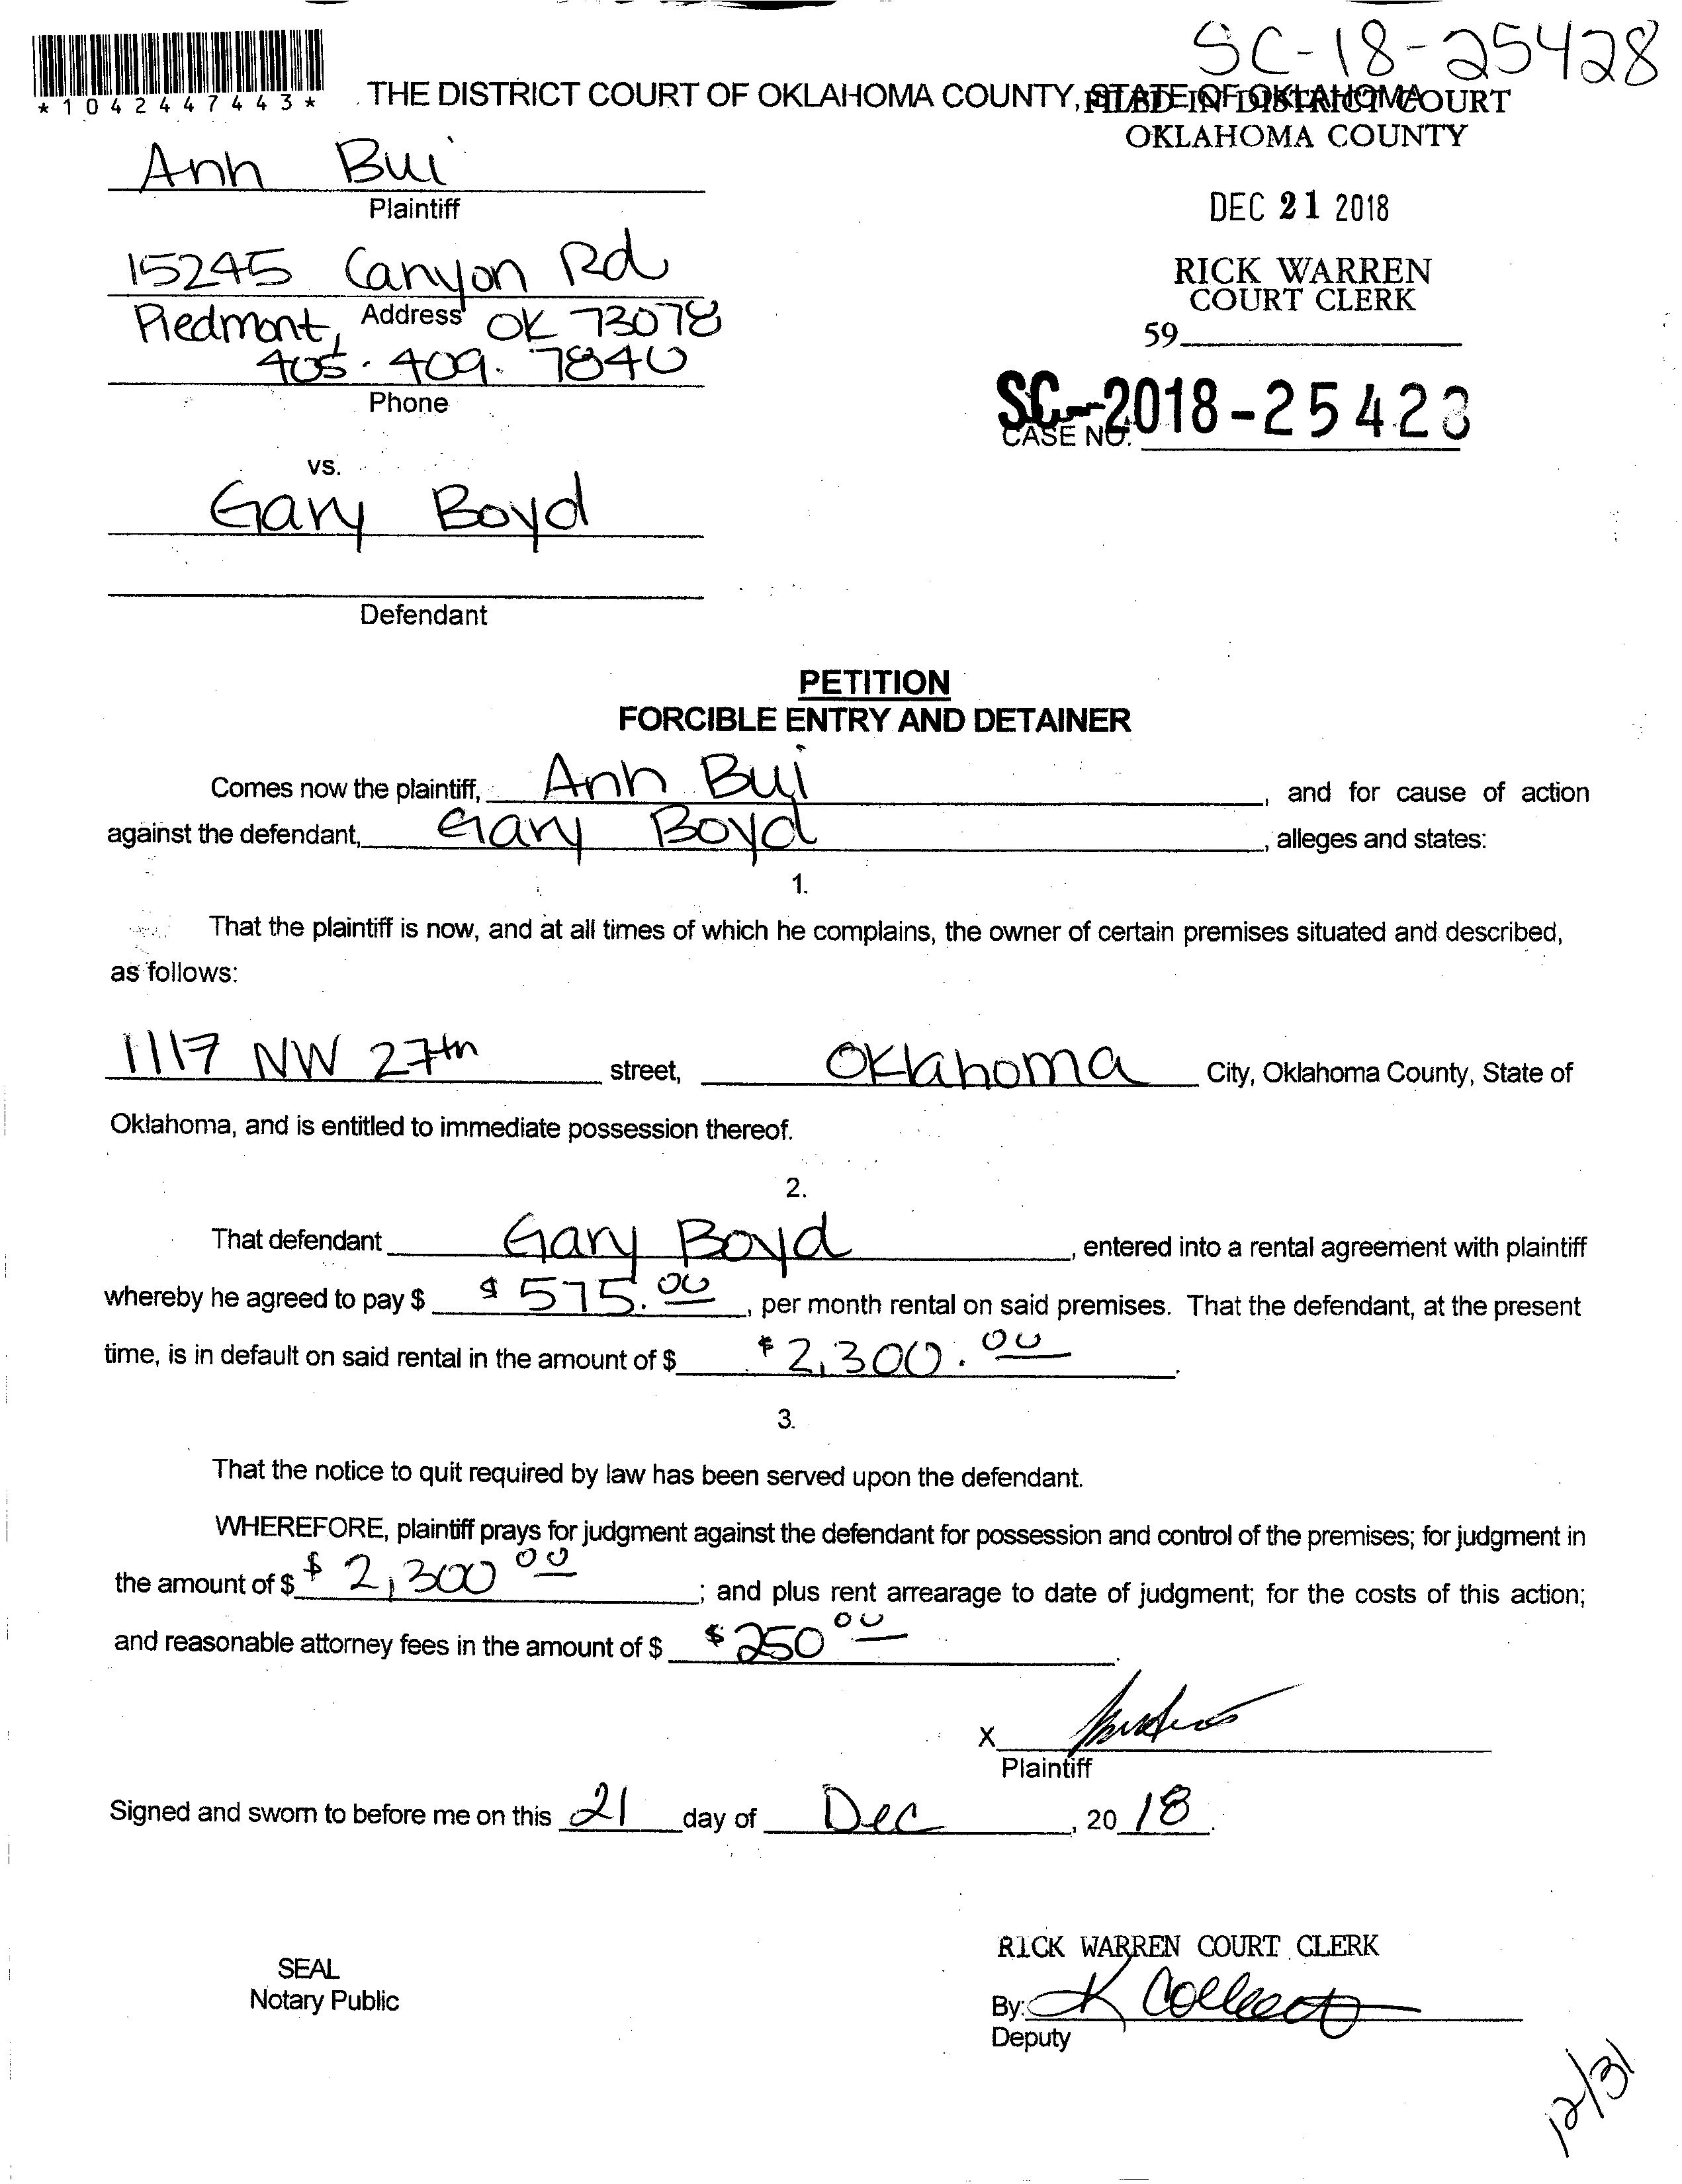 SC-18-25428
*1042447443*
THE DISTRICT COURT OF OKLAHOMA COUNTY, STATE OF OKLAHOMA
FILED IN DISTRICT COURT
OKLAHOMA COUNTY
Anh Bui
Plaintiff
DEC 21 2018
15245 Canyon Rd
RICK WARREN
COURT CLERK
Address
Piedmont, OK 73078
59
405.409.7840
Phone
SC-2018-25428
CASE NO.
vs.
Gary Boyd
Defendant
PETITION
FORCIBLE ENTRY AND DETAINER
Comes now the plaintiff, Anh Bui, and for cause of action
against the defendant, Gary Boyd, alleges and states:
1.
That the plaintiff is now, and at all times of which he complains, the owner of certain premises situated and described,
as follows:
1117 NW 27th street, Oklahoma City, Oklahoma County, State of
Oklahoma, and is entitled to immediate possession thereof.
2.
That defendant Gary Boyd, entered into a rental agreement with plaintiff
whereby he agreed to pay $ $ 575.00, per month rental on said premises. That the defendant, at the present
time, is in default on said rental in the amount of $ $2,300.00.
3.
That the notice to quit required by law has been served upon the defendant.
WHEREFORE, plaintiff prays for judgment against the defendant for possession and control of the premises; for judgment in
the amount of $ $ 2,300 00; and plus rent arrearage to date of judgment; for the costs of this action;
and reasonable attorney fees in the amount of $ $250 00.
X
Plaintiff
Signed and sworn to before me on this 21 day of Dec, 20 18.
RICK WARREN COURT CLERK
SEAL
Notary Public
By: K
Deputy
12/31